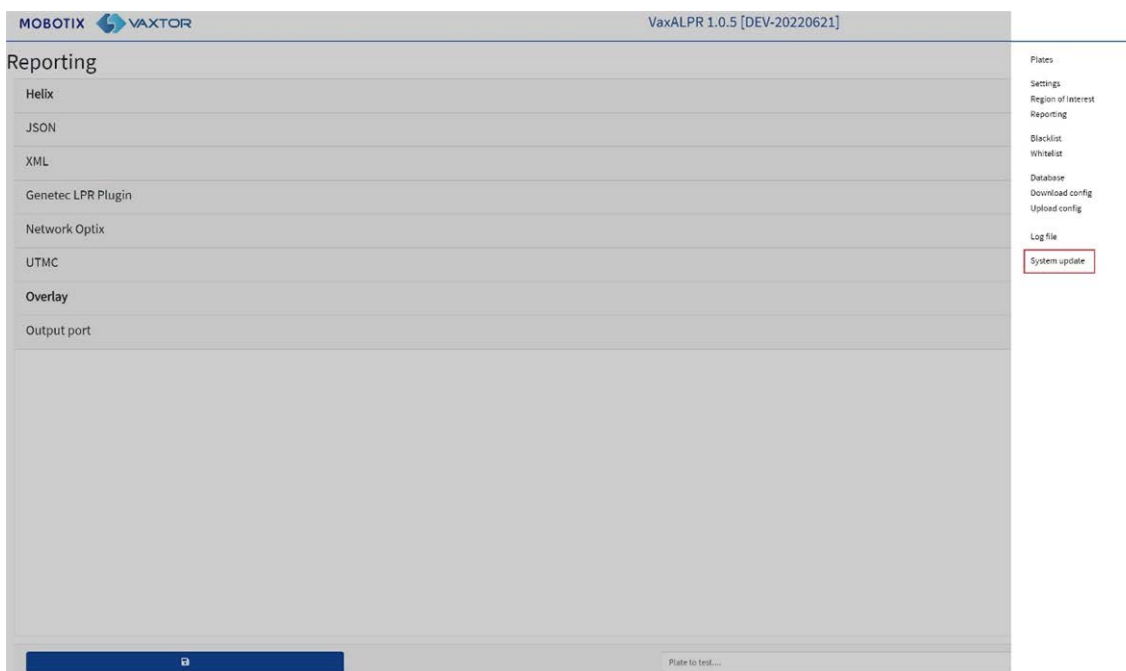 MOBOTIX VAXTOR
VaxALPR 1.0.5 [DEV-20220621]
Reporting
Helix
JSON
XML
Genetec LPR Plugin
Network Optix
UTMC
Overlay
Output port
Plate to test....
Plates
Settings
Region of Interest
Reporting
Blacklist
Whitelist
Database
Download config
Upload config
Log file
System update